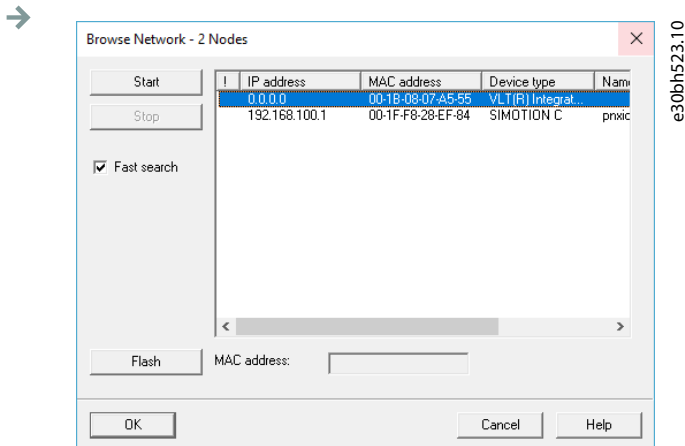 Browse Network - 2 Nodes
Start
Stop
Fast search
! IP address MAC address Device type Nam
0.0.0.0 00-1B-08-07-A5-55 VLT(R) Integrat...
192.168.100.1 00-1F-F8-28-EF-84 SIMOTION C pnxic
Flash MAC address:
OK Cancel Help
e30bh523.10